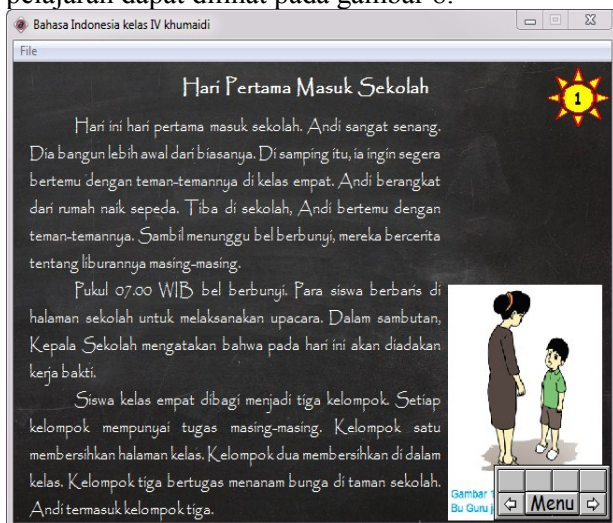 pelajaran dapat dilihat pada gambar 8.
Bahasa Indonesia kelas IV khumaidi
File
Hari Pertama Masuk Sekolah
1
Hari ini hari pertama masuk sekolah. Andi sangat senang.
Dia bangun lebih awal dari biasanya. Di samping itu, ia ingin segera
bertemu dengan teman-temannya di kelas empat. Andi berangkat
dari rumah naik sepeda. Tiba di sekolah, Andi bertemu dengan
teman-temannya. Sambil menunggu bel berbunyi, mereka bercerita
tentang liburannya masing-masing.
Pukul 07.00 WIB bel berbunyi. Para siswa berbaris di
halaman sekolah untuk melaksanakan upacara. Dalam sambutan,
Kepala Sekolah mengatakan bahwa pada hari ini akan diadakan
kerja bakti.
Siswa kelas empat dibagi menjadi tiga kelompok. Setiap
kelompok mempunyai tugas masing-masing. Kelompok satu
membersihkan halaman kelas. Kelompok dua membersihkan di dalam
kelas. Kelompok tiga bertugas menanam bunga di taman sekolah.
Andi termasuk kelompok tiga.
Gambar 1
Bu Guru
Menu